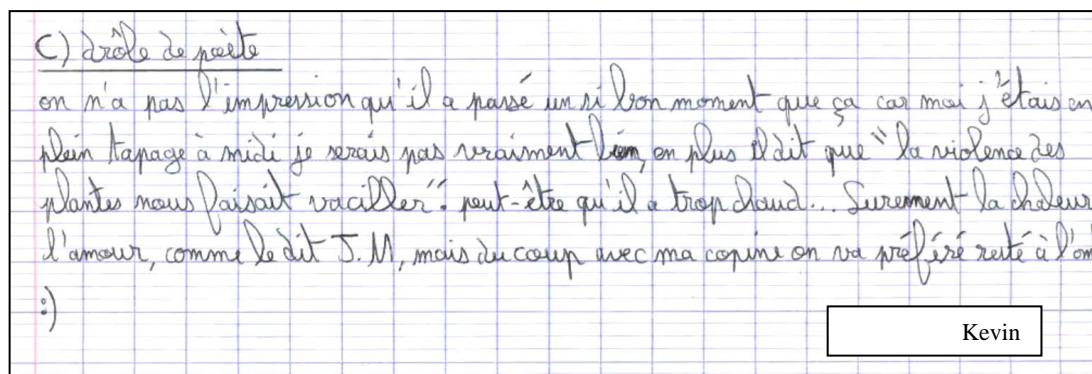 C) drôle de poète
on n'a pas l'impression qu'il a passé un si bon moment que ça car moi j'étais en
plein tapage à midi je serais pas vraiment bien, en plus il dit que "la violence des
plantes nous faisait vaciller". peut-être qu'il a trop chaud... Surement la chaleur
l'amour, comme le dit J.M, mais du coup avec ma copine on va préféré resté à l'om
:)
Kevin